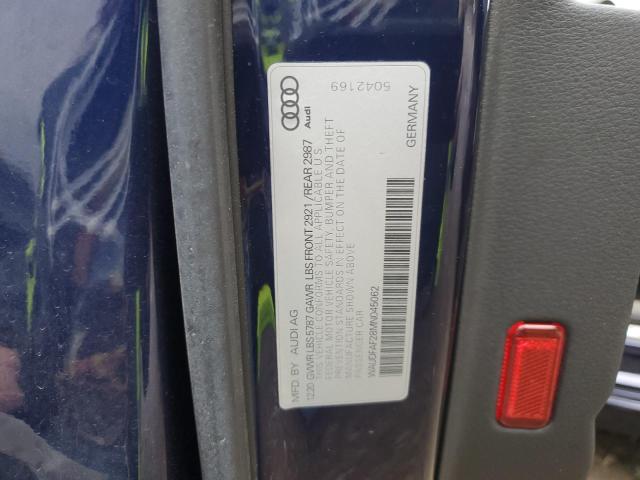 MFD. BY AUDI AG
12 20 GVWR LBS 5787 GAWR LBS FRONT 2921 / REAR 2987
THIS VEHICLE CONFORMS TO ALL APPLICABLE U.S
FEDERAL MOTOR VEHICLE SAFETY, BUMPER AND THEFT
PREVENTION STANDARDS IN EFFECT ON THE DATE OF
MANUFACTURE SHOWN ABOVE
PASSENGER CAR
WAUDFAF28MN045062
Audi
GERMANY
5042169